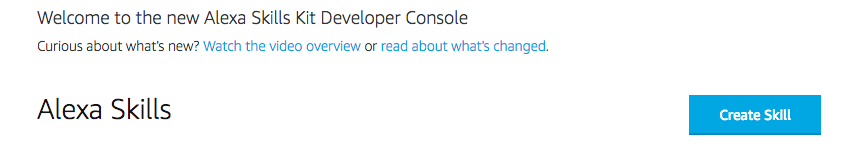 Welcome to the new Alexa Skills Kit Developer Console
Curious about what's new? Watch the video overview or read about what's changed.
Alexa Skills
Create Skill